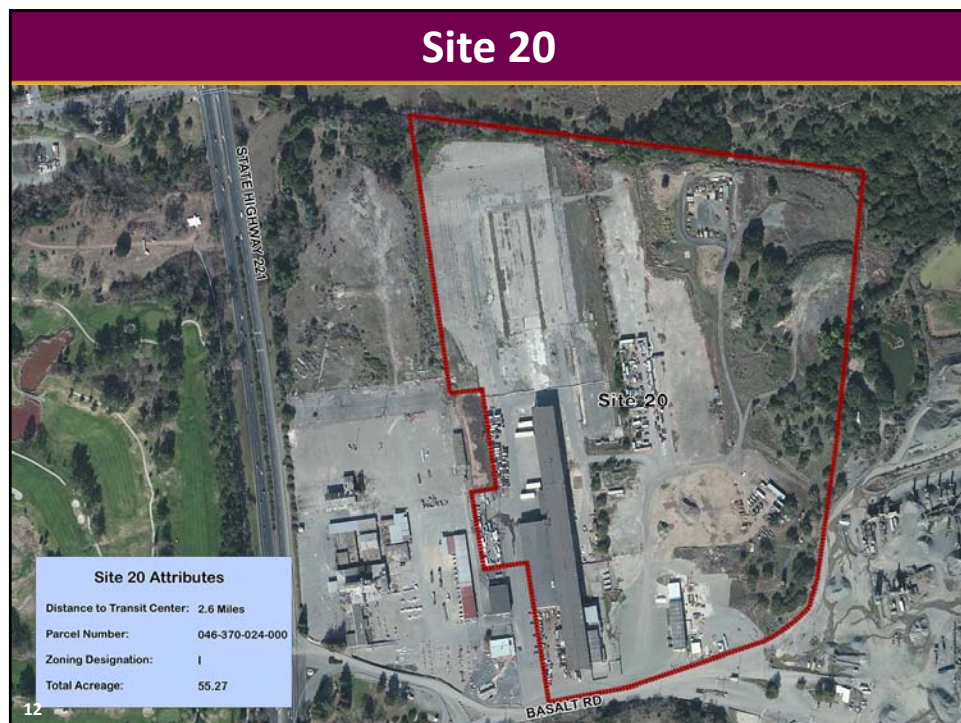 Site 20
STATE HIGHWAY 221
Site 20
Site 20 Attributes
Distance to Transit Center: 2.6 Miles
Parcel Number: 046-370-024-000
Zoning Designation: I
Total Acreage: 55.27
BASALT RD
12